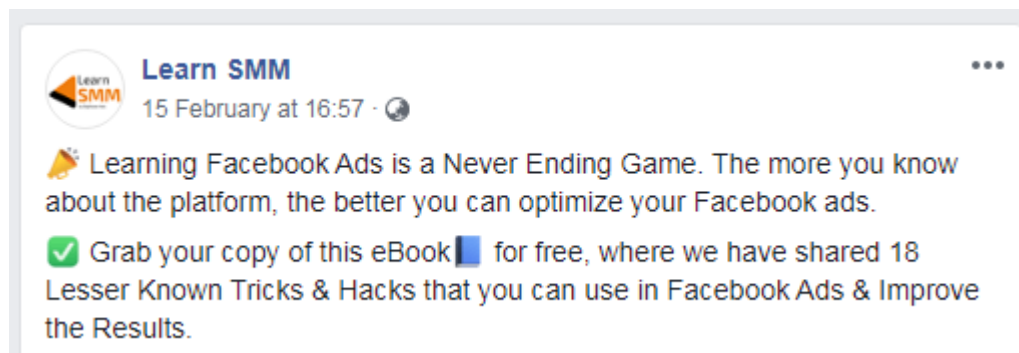 Learn
SMM
Learn SMM
15 February at 16:57 ·
📣 Learning Facebook Ads is a Never Ending Game. The more you know
about the platform, the better you can optimize your Facebook ads.
✅ Grab your copy of this eBook📘 for free, where we have shared 18
Lesser Known Tricks & Hacks that you can use in Facebook Ads & Improve
the Results.